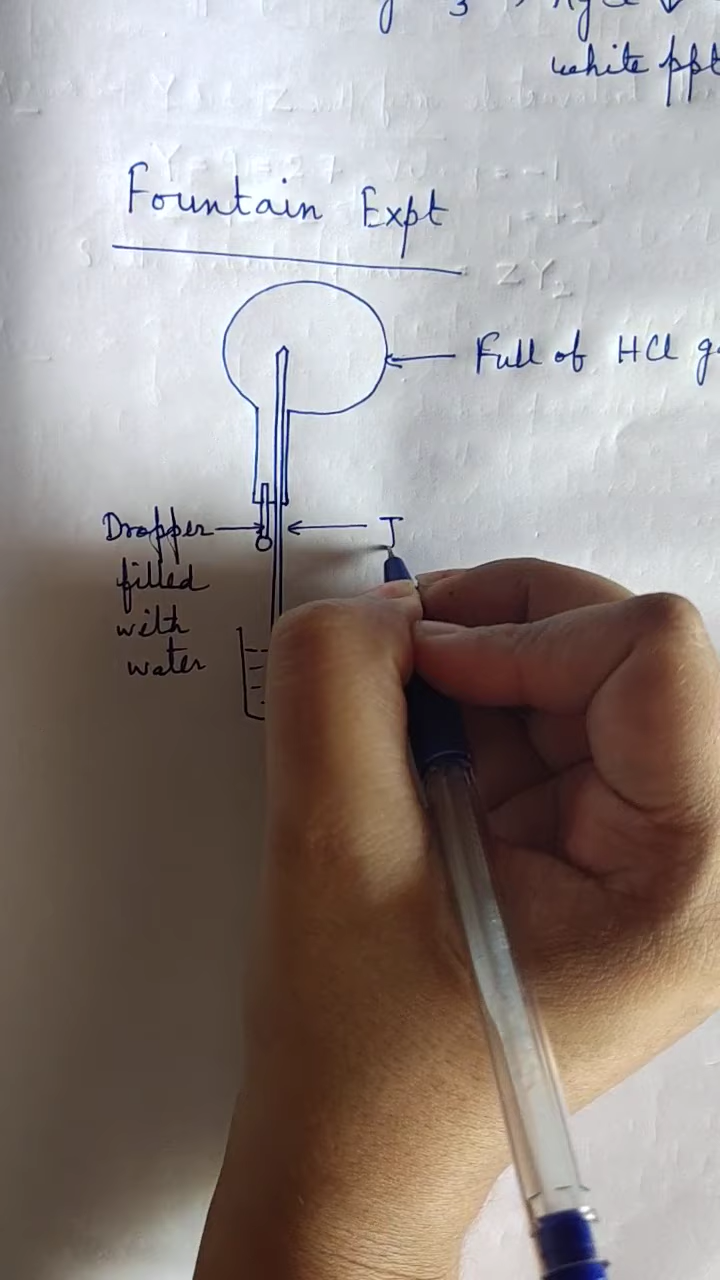 white ppt
Fountain Expt
Full of HCl
Dropper
filled
with
water
J